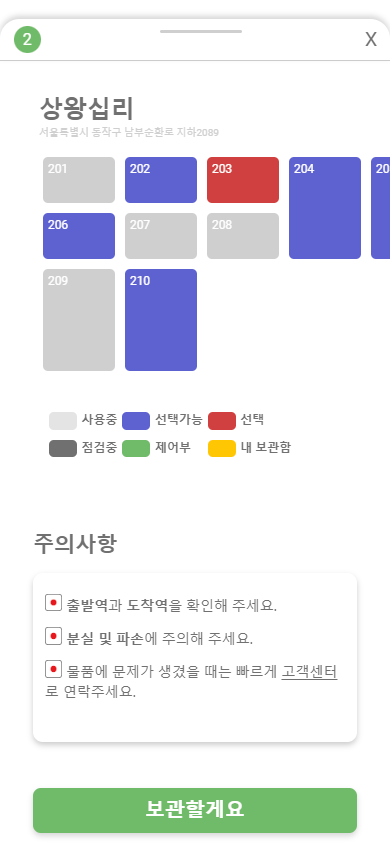 2
X
상왕십리
서울특별시 동작구 남부순환로 지하2089
201 202 203 204 20
206 207 208
209 210
사용중 선택가능 선택
점검중 제어부 내 보관함
주의사항
출발역과 도착역을 확인해 주세요.
분실 및 파손에 주의해 주세요.
물품에 문제가 생겼을 때는 빠르게 고객센터
로 연락주세요.
보관할게요